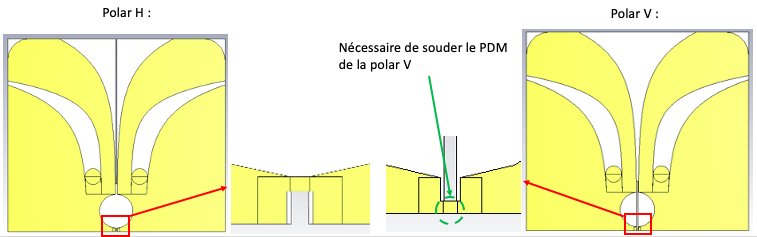 Polar H :
Nécessaire de souder le PDM
de la polar V
Polar V :